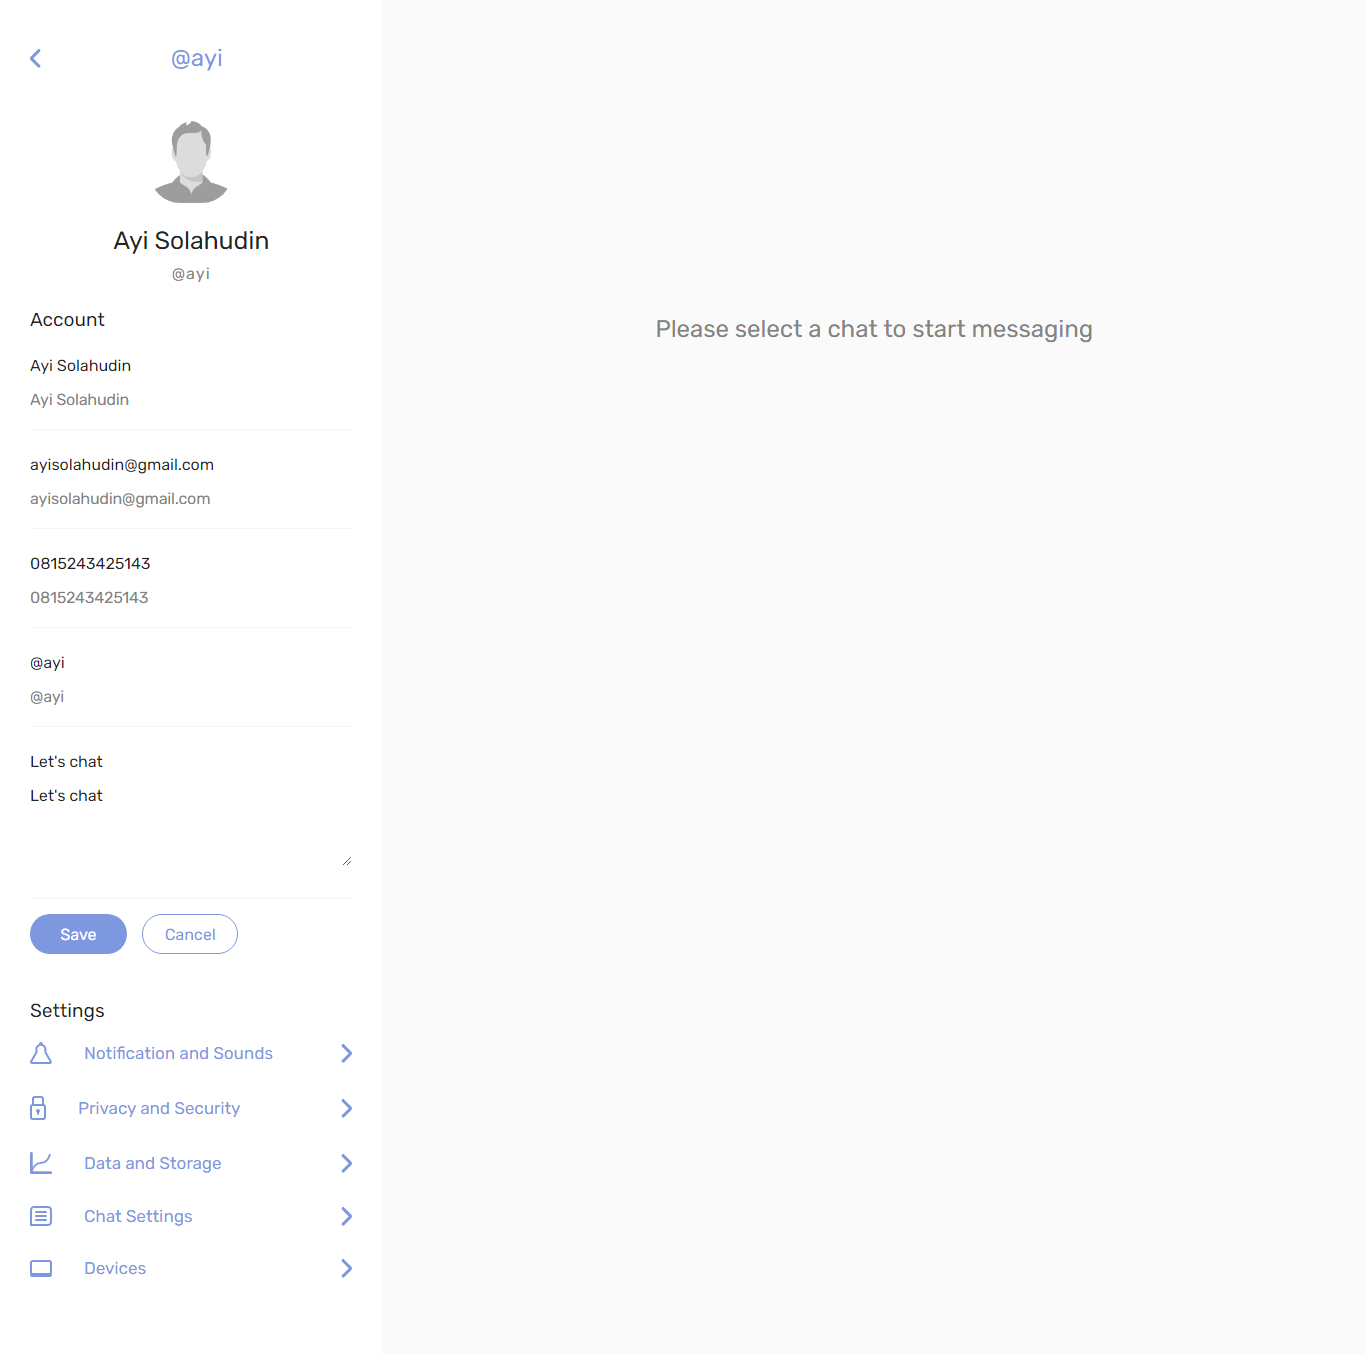 @ayi
Ayi Solahudin
@ayi
Account
Ayi Solahudin
Ayi Solahudin
ayisolahudin@gmail.com
ayisolahudin@gmail.com
0815243425143
0815243425143
@ayi
@ayi
Let's chat
Let's chat
Save Cancel
Settings
Notification and Sounds
Privacy and Security
Data and Storage
Chat Settings
Devices
Please select a chat to start messaging